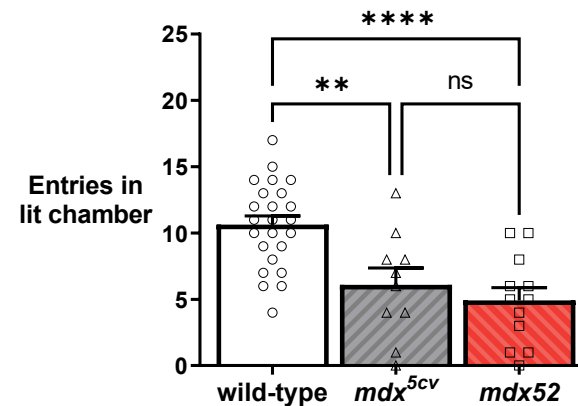 ****
25
**
ns
20
15
Entries in
lit chamber
10
5
0
wild-type mdx5cv mdx52